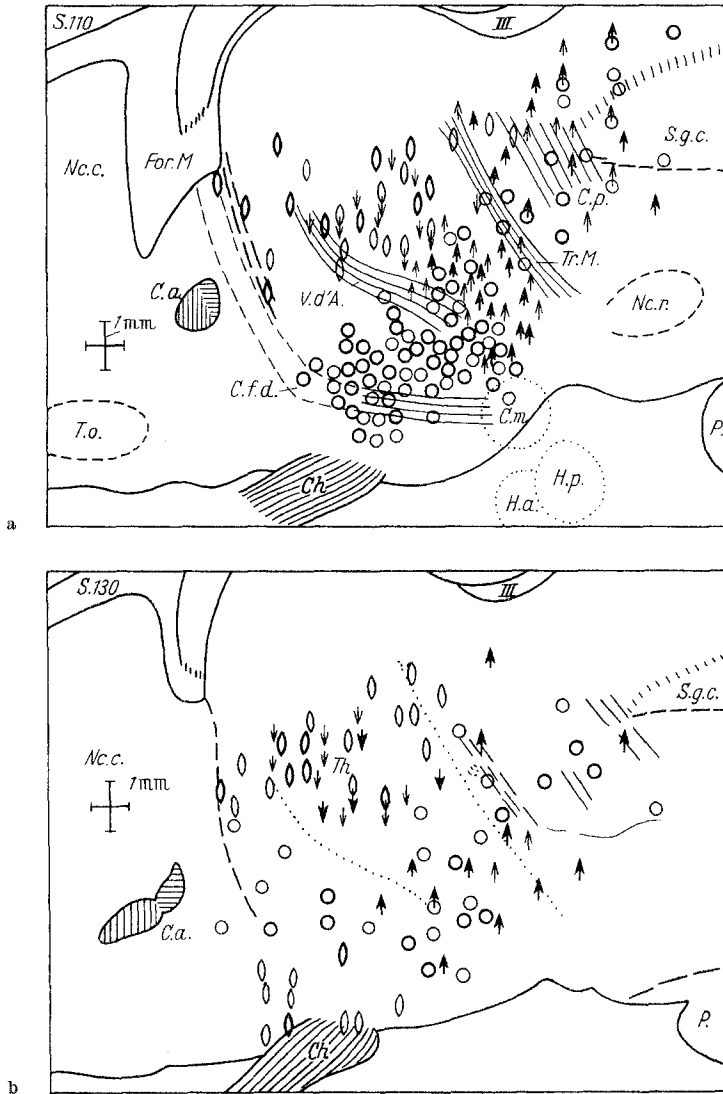 S.110
III
Nc.c.
For.M
S.g.c.
C.p.
Tr.M.
C.a.
V.d'A.
Nc.r.
1mm
C.f.d.
C.m.
T.o.
P.
Ch
H.p.
H.a.
a
S.130
III
S.g.c.
Nc.c.
Th
1mm
C.a.
Ch
P.
b